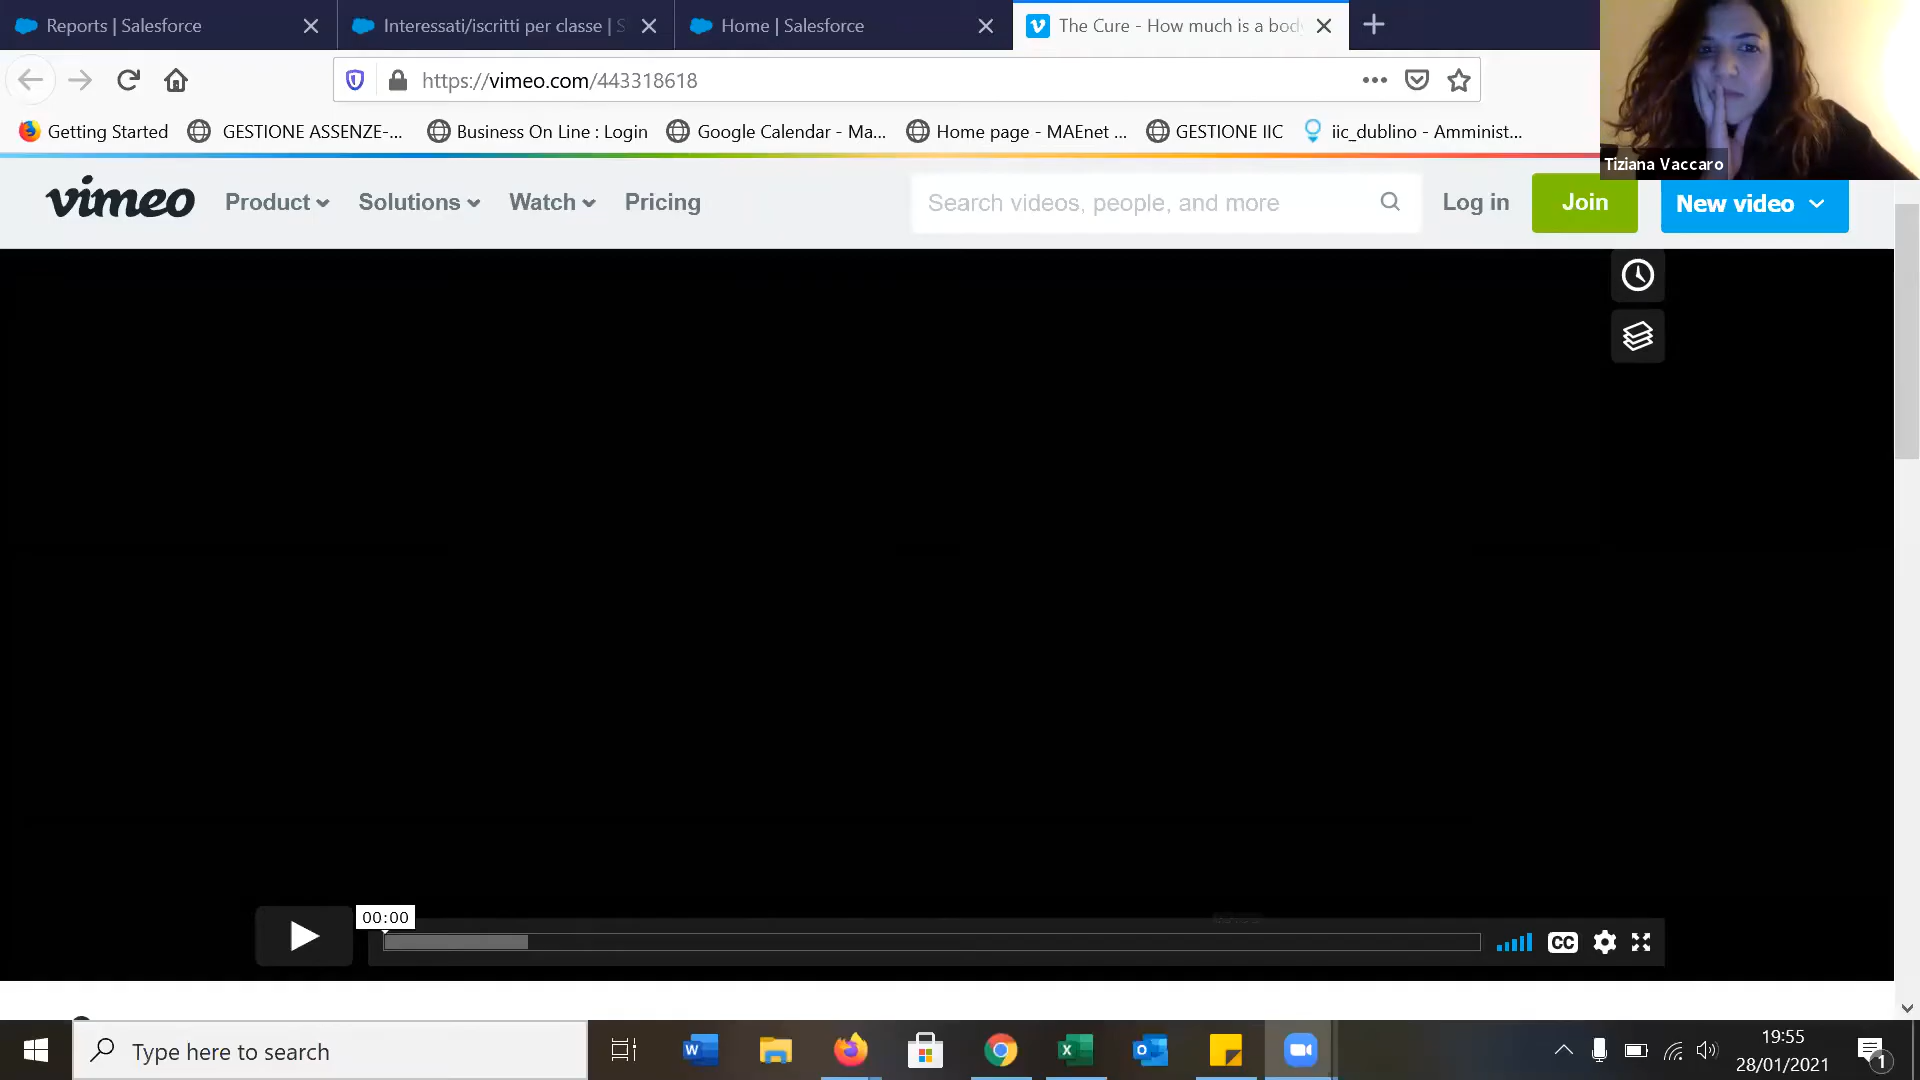 Reports | Salesforce
Interessati/iscritti per classe | S
Home | Salesforce
The Cure - How much is a body
https://vimeo.com/443318618
Getting Started
GESTIONE ASSENZE-...
Business On Line : Login
Google Calendar - Ma...
Home page - MAEnet ...
GESTIONE IIC
iic_dublino - Amminist...
Tiziana Vaccaro
vimeo
Product
Solutions
Watch
Pricing
Search videos, people, and more
Log in
Join
New video
00:00
CC
Type here to search
19:55
28/01/2021
1